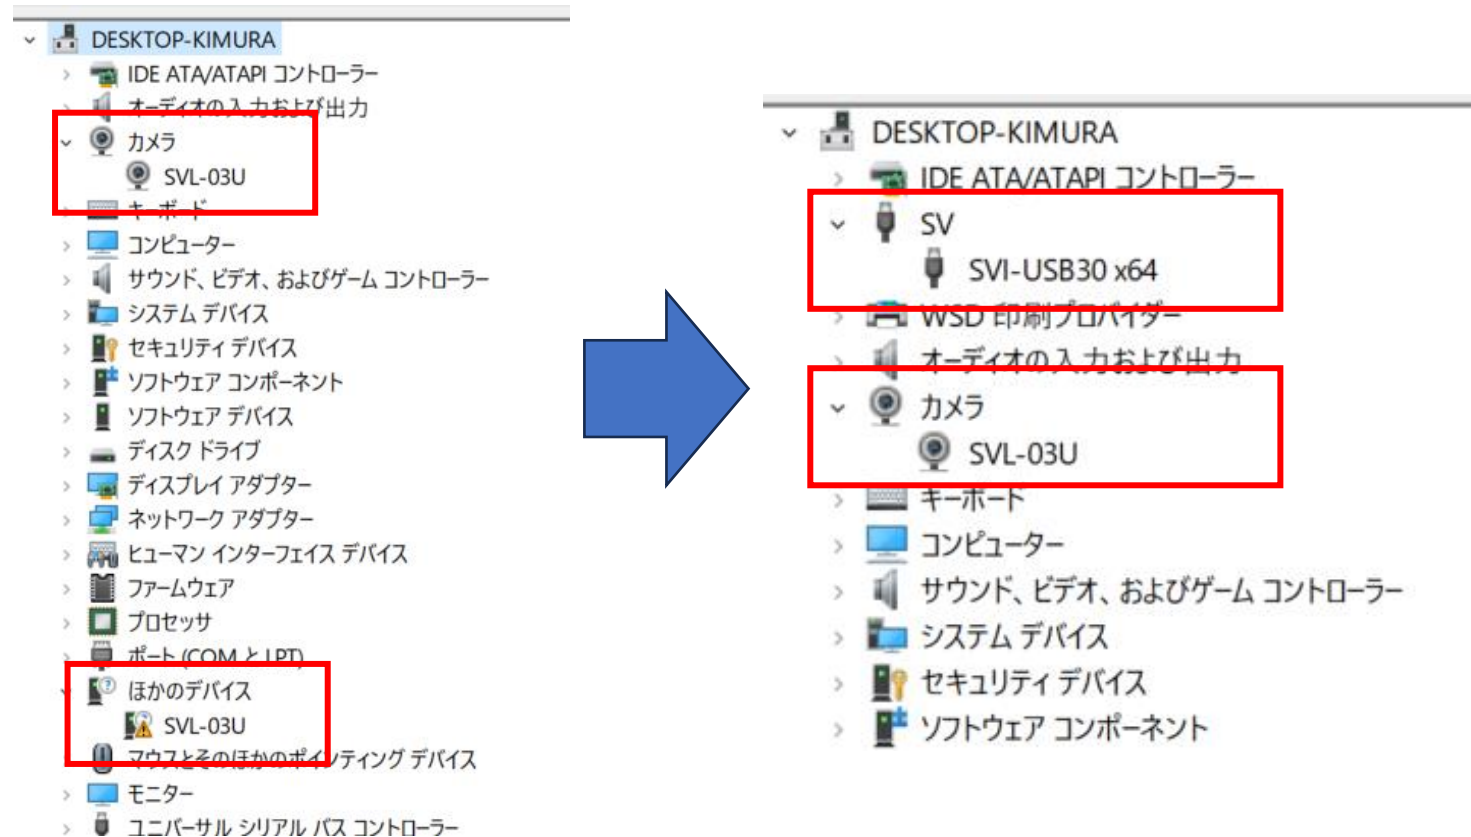 DESKTOP-KIMURA
IDE ATA/ATAPI コントローラー
オーディオの入力および出力
カメラ
SVL-03U
キーボード
コンピューター
サウンド、ビデオ、およびゲーム コントローラー
システム デバイス
セキュリティ デバイス
ソフトウェア コンポーネント
ソフトウェア デバイス
ディスク ドライブ
ディスプレイ アダプター
ネットワーク アダプター
ヒューマン インターフェイス デバイス
ファームウェア
プロセッサ
ポート (COM と LPT)
ほかのデバイス
SVL-03U
マウスとそのほかのポインティング デバイス
モニター
ユニバーサル シリアル バス コントローラー
DESKTOP-KIMURA
IDE ATA/ATAPI コントローラー
SV
SVI-USB30 x64
WSD 印刷プロバイダー
オーディオの入力および出力
カメラ
SVL-03U
キーボード
コンピューター
サウンド、ビデオ、およびゲーム コントローラー
システム デバイス
セキュリティ デバイス
ソフトウェア コンポーネント